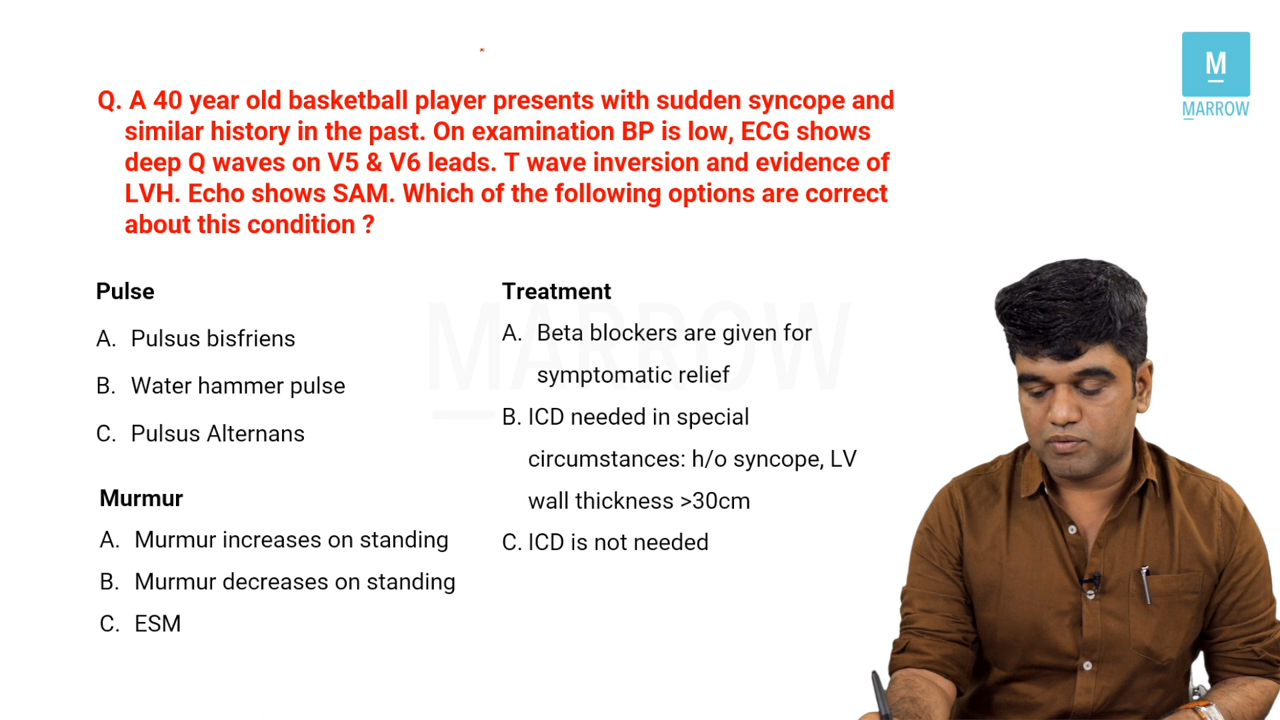 M
MARROW
Q. A 40 year old basketball player presents with sudden syncope and
similar history in the past. On examination BP is low, ECG shows
deep Q waves on V5 & V6 leads. T wave inversion and evidence of
LVH. Echo shows SAM. Which of the following options are correct
about this condition ?
Pulse
A. Pulsus bisfriens
B. Water hammer pulse
C. Pulsus Alternans
Murmur
A. Murmur increases on standing
B. Murmur decreases on standing
C. ESM
Treatment
A. Beta blockers are given for
symptomatic relief
B. ICD needed in special
circumstances: h/o syncope, LV
wall thickness >30cm
C. ICD is not needed
MARROW